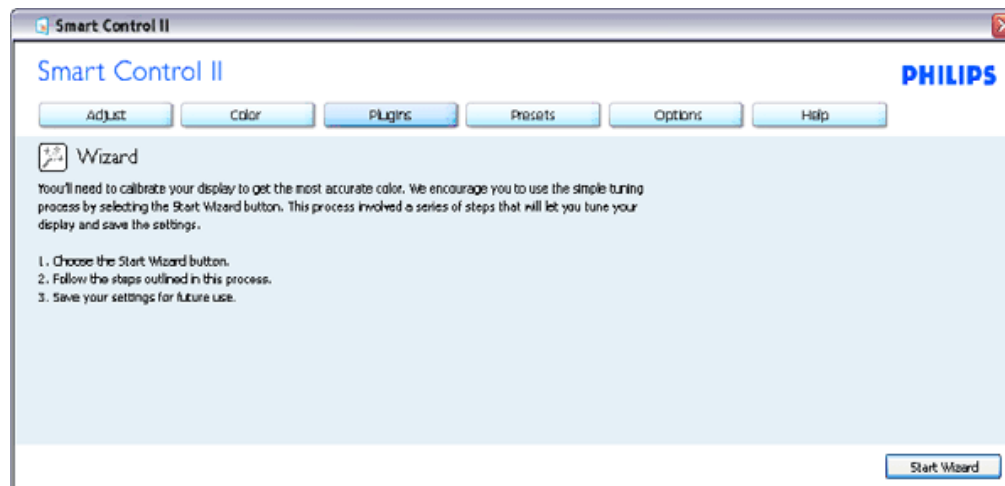 Smart Control II
Smart Control II
PHILIPS
Adjust Color Plugins Presets Options Help
Wizard
Yoou'll need to calibrate your display to get the most accurate color. We encourage you to use the simple tuning
process by selecting the Start Wizard button. This process involved a series of steps that will let you tune your
display and save the settings.
1. Choose the Start Wizard button.
2. Follow the steps outlined in this process.
3. Save your settings for future use.
Start Wizard